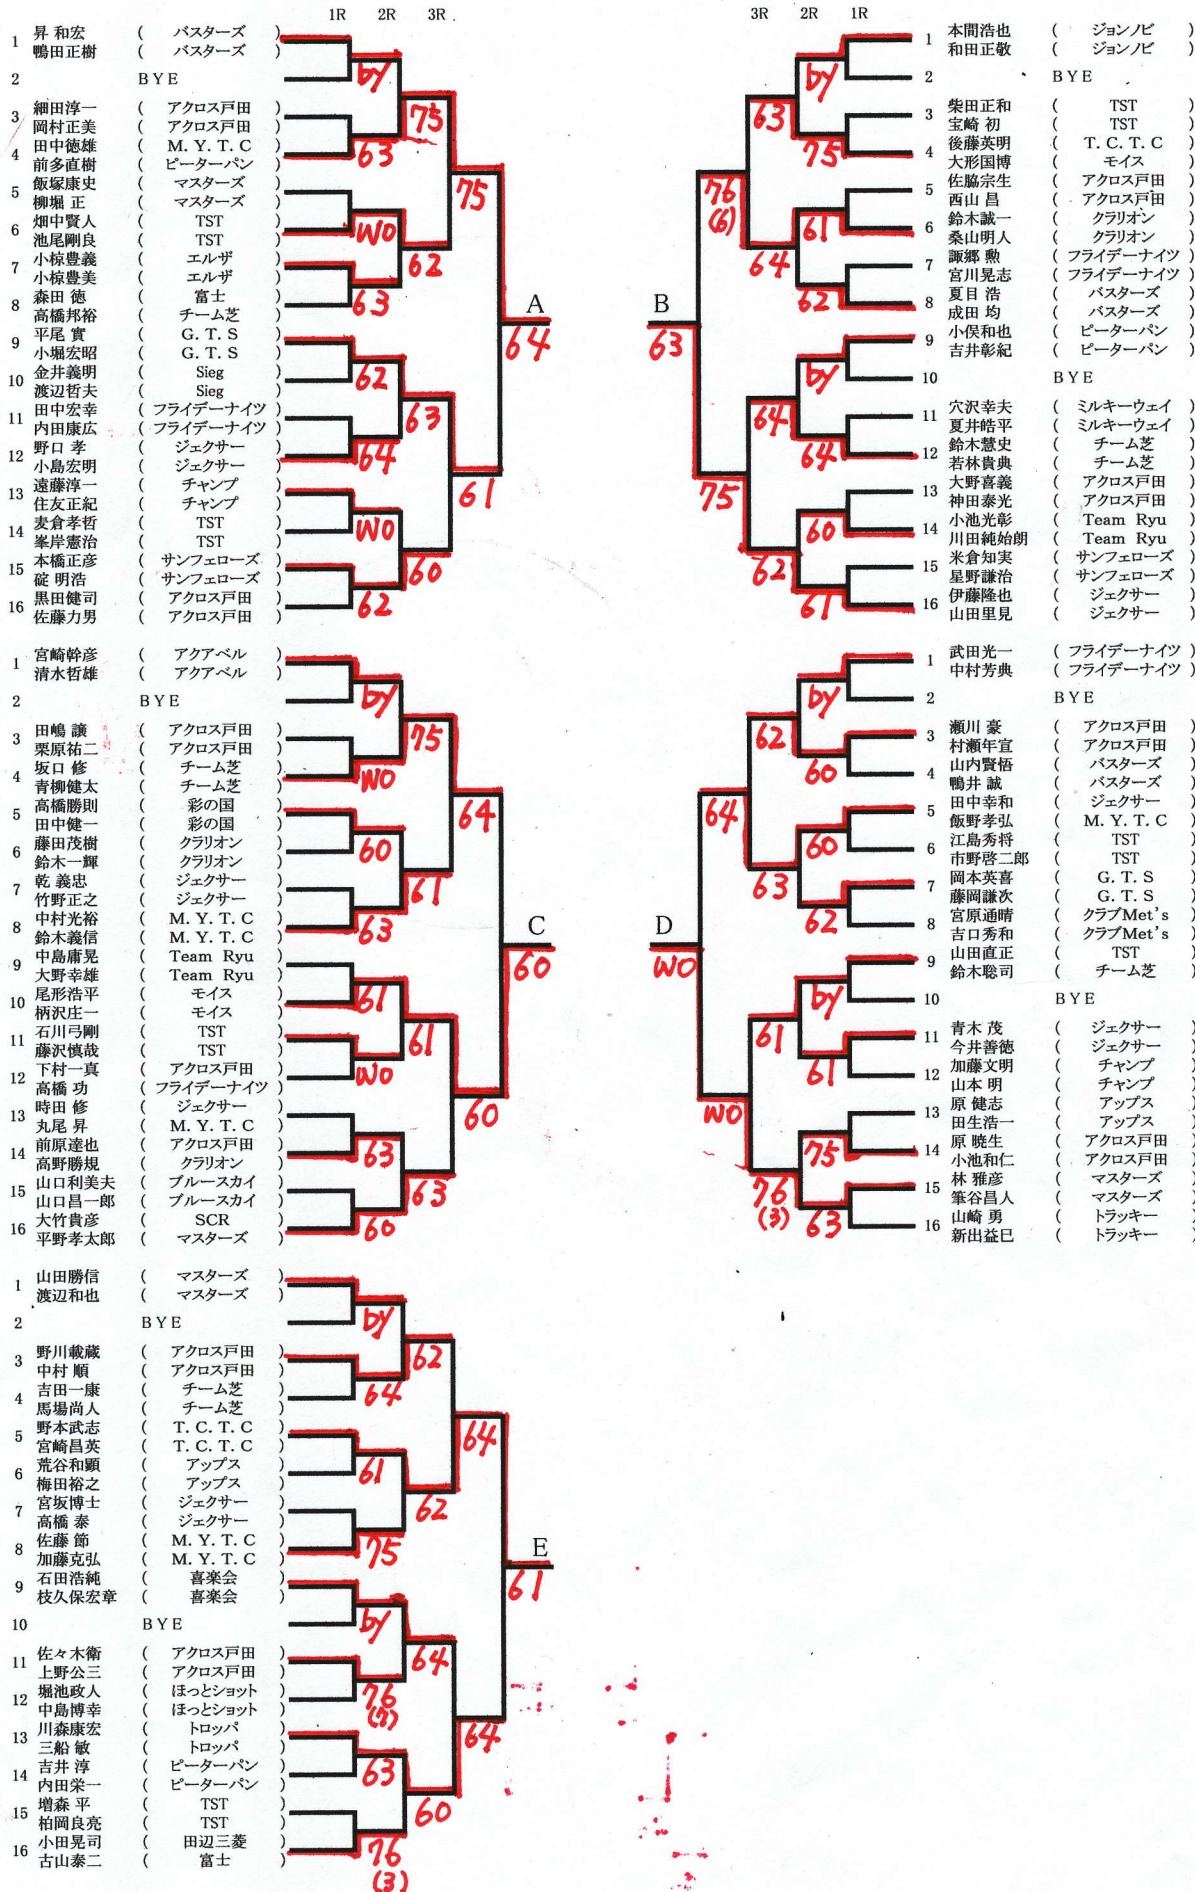 1R 2R 3R
1 昇 和宏 ( バスターズ )
鴨田正樹 ( バスターズ )
2 BYE
by
3 細田淳一 ( アクロス戸田 )
岡村正美 ( アクロス戸田 )
75
4 田中徳雄 ( M. Y. T. C )
前多直樹 ( ピーターパン )
63
5 飯塚康史 ( マスターズ )
柳堀 正 ( マスターズ )
75
6 畑中賢人 ( TST )
池尾剛良 ( TST )
WO
7 小椋豊義 ( エルザ )
小椋豊美 ( エルザ )
62
8 森田 徳 ( 富士 )
高橋邦裕 ( チーム芝 )
63
A
64
9 平尾 實 ( G. T. S )
小堀宏昭 ( G. T. S )
10 金井義明 ( Sieg )
渡辺哲夫 ( Sieg )
62
11 田中宏幸 ( フライデーナイツ )
内田康広 ( フライデーナイツ )
63
12 野口 孝 ( ジェクサー )
小島宏明 ( ジェクサー )
64
13 遠藤淳一 ( チャンプ )
住友正紀 ( チャンプ )
61
14 麦倉孝哲 ( TST )
峯岸憲治 ( TST )
WO
15 本橋正彦 ( サンフェローズ )
碇 明浩 ( サンフェローズ )
60
16 黒田健司 ( アクロス戸田 )
佐藤力男 ( アクロス戸田 )
62
3R 2R 1R
1 本間浩也 ( ジョンノビ )
和田正敬 ( ジョンノビ )
2 BYE
by
3 柴田正和 ( TST )
宝崎 初 ( TST )
63
4 後藤英明 ( T. C. T. C )
大形国博 ( モイス )
75
5 佐脇宗生 ( アクロス戸田 )
西山 昌 ( アクロス戸田 )
76
(6)
6 鈴木誠一 ( クラリオン )
桑山明人 ( クラリオン )
61
7 諏郷 勲 ( フライデーナイツ )
宮川晃志 ( フライデーナイツ )
64
8 夏目 浩 ( バスターズ )
成田 均 ( バスターズ )
62
B
63
9 小俣和也 ( ピーターパン )
吉井彰紀 ( ピーターパン )
10 BYE
by
11 穴沢幸夫 ( ミルキーウェイ )
夏井皓平 ( ミルキーウェイ )
64
12 鈴木慧史 ( チーム芝 )
若林貴典 ( チーム芝 )
64
13 大野喜義 ( アクロス戸田 )
神田泰光 ( アクロス戸田 )
75
14 小池光彰 ( Team Ryu )
川田純始朗 ( Team Ryu )
60
15 米倉知実 ( サンフェローズ )
星野謙治 ( サンフェローズ )
62
16 伊藤隆也 ( ジェクサー )
山田里見 ( ジェクサー )
61
1 宮崎幹彦 ( アクアベル )
清水哲雄 ( アクアベル )
2 BYE
by
3 田嶋 譲 ( アクロス戸田 )
栗原祐二 ( アクロス戸田 )
75
4 坂口 修 ( チーム芝 )
青柳健太 ( チーム芝 )
WO
5 高橋勝則 ( 彩の国 )
田中健一 ( 彩の国 )
64
6 藤田茂樹 ( クラリオン )
鈴木一輝 ( クラリオン )
60
7 乾 義忠 ( ジェクサー )
竹野正之 ( ジェクサー )
61
8 中村光裕 ( M. Y. T. C )
鈴木義信 ( M. Y. T. C )
63
C
60
9 中島庸晃 ( Team Ryu )
大野幸雄 ( Team Ryu )
10 尾形浩平 ( モイス )
柄沢庄一 ( モイス )
61
11 石川弓剛 ( TST )
藤沢慎哉 ( TST )
61
12 下村一真 ( アクロス戸田 )
高橋 功 ( フライデーナイツ )
WO
13 時田 修 ( ジェクサー )
丸尾 昇 ( M. Y. T. C )
60
14 前原達也 ( アクロス戸田 )
高野勝規 ( クラリオン )
63
15 山口利美夫 ( ブルースカイ )
山口昌一郎 ( ブルースカイ )
63
16 大竹貴彦 ( SCR )
平野孝太郎 ( マスターズ )
60
1 武田光一 ( フライデーナイツ )
中村芳典 ( フライデーナイツ )
2 BYE
by
3 瀬川 豪 ( アクロス戸田 )
村瀬年宣 ( アクロス戸田 )
62
4 山内賢悟 ( バスターズ )
鴨井 誠 ( バスターズ )
60
5 田中幸和 ( ジェクサー )
飯野孝弘 ( M. Y. T. C )
64
6 江島秀将 ( TST )
市野啓二郎 ( TST )
60
7 岡本英喜 ( G. T. S )
藤岡謙次 ( G. T. S )
63
8 宮原通晴 ( クラブMet's )
吉口秀和 ( クラブMet's )
62
D
WO
9 山田直正 ( TST )
鈴木聡司 ( チーム芝 )
10 BYE
by
11 青木 茂 ( ジェクサー )
今井善徳 ( ジェクサー )
61
12 加藤文明 ( チャンプ )
山本 明 ( チャンプ )
61
13 原 健志 ( アップス )
田生浩一 ( アップス )
WO
14 原 暁生 ( アクロス戸田 )
小池和仁 ( アクロス戸田 )
75
15 林 雅彦 ( マスターズ )
筆谷昌人 ( マスターズ )
76
(3)
16 山崎 勇 ( トラッキー )
新出益巳 ( トラッキー )
63
1 山田勝信 ( マスターズ )
渡辺和也 ( マスターズ )
2 BYE
by
3 野川載蔵 ( アクロス戸田 )
中村 順 ( アクロス戸田 )
62
4 吉田一康 ( チーム芝 )
馬場尚人 ( チーム芝 )
64
5 野本武志 ( T. C. T. C )
宮崎昌英 ( T. C. T. C )
64
6 荒谷和顕 ( アップス )
梅田裕之 ( アップス )
61
7 宮坂博士 ( ジェクサー )
高橋 泰 ( ジェクサー )
62
8 佐藤 節 ( M. Y. T. C )
加藤克弘 ( M. Y. T. C )
75
E
61
9 石田浩純 ( 喜楽会 )
枝久保宏章 ( 喜楽会 )
10 BYE
by
11 佐々木衛 ( アクロス戸田 )
上野公三 ( アクロス戸田 )
64
12 堀池政人 ( ほっとショット )
中島博幸 ( ほっとショット )
76
(7)
13 川森康宏 ( トロッパ )
三船 敏 ( トロッパ )
64
14 吉井 淳 ( ピーターパン )
内田栄一 ( ピーターパン )
63
15 増森 平 ( TST )
柏岡良亮 ( TST )
60
16 小田晃司 ( 田辺三菱 )
古山泰二 ( 富士 )
76
(3)